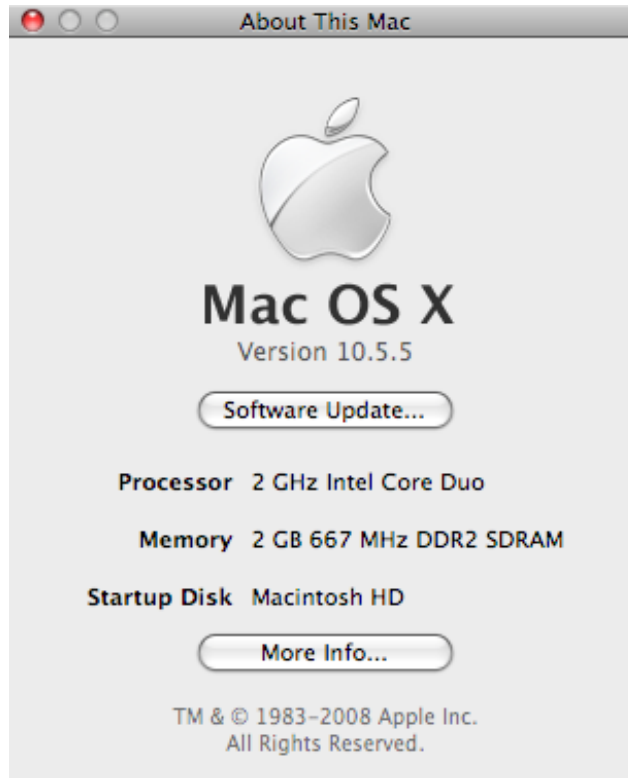 About This Mac
Mac OS X
Version 10.5.5
Software Update...
Processor 2 GHz Intel Core Duo
Memory 2 GB 667 MHz DDR2 SDRAM
Startup Disk Macintosh HD
More Info...
TM & © 1983–2008 Apple Inc.
All Rights Reserved.